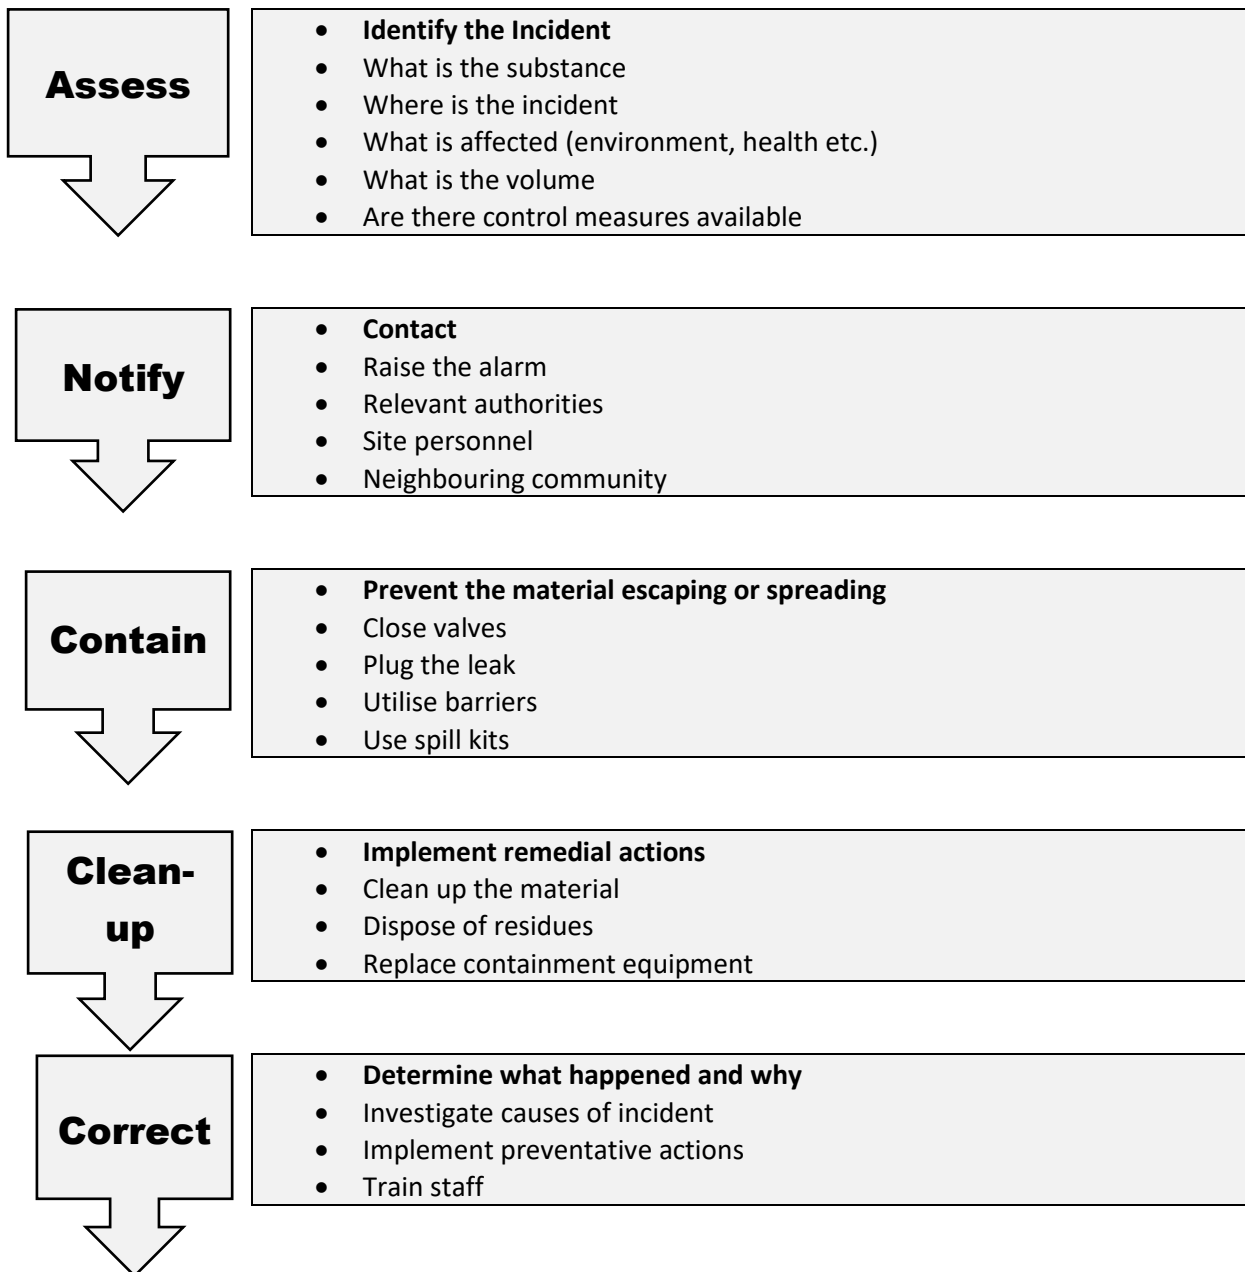 Assess
• Identify the Incident
• What is the substance
• Where is the incident
• What is affected (environment, health etc.)
• What is the volume
• Are there control measures available
Notify
• Contact
• Raise the alarm
• Relevant authorities
• Site personnel
• Neighbouring community
Contain
• Prevent the material escaping or spreading
• Close valves
• Plug the leak
• Utilise barriers
• Use spill kits
Clean-
up
• Implement remedial actions
• Clean up the material
• Dispose of residues
• Replace containment equipment
Correct
• Determine what happened and why
• Investigate causes of incident
• Implement preventative actions
• Train staff